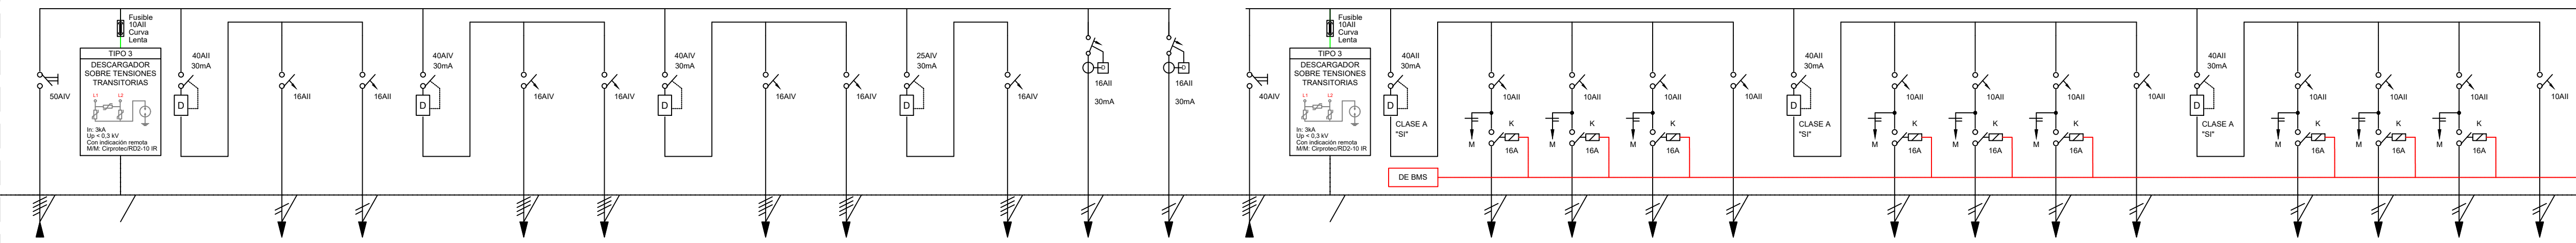 Fusible
10AII
Curva
Lenta
TIPO 3
DESCARGADOR
SOBRE TENSIONES
TRANSITORIAS
L1 L2
In: 3kA
Up < 0,3 kV
Con indicación remota
M/M: Cirprotec/RD2-10 IR
50AIV
40AII
30mA
D
16AII
16AII
40AIV
30mA
D
16AIV
16AIV
40AIV
30mA
D
16AIV
16AIV
25AIV
30mA
D
16AIV
D
16AII
30mA
D
16AII
30mA
40AIV
Fusible
10AII
Curva
Lenta
TIPO 3
DESCARGADOR
SOBRE TENSIONES
TRANSITORIAS
L1 L2
In: 3kA
Up < 0,3 kV
Con indicación remota
M/M: Cirprotec/RD2-10 IR
40AII
30mA
D
CLASE A
"SI"
DE BMS
10AII
M
K
16A
10AII
M
K
16A
10AII
M
K
16A
10AII
40AII
30mA
D
CLASE A
"SI"
10AII
M
K
16A
10AII
M
K
16A
10AII
M
K
16A
10AII
40AII
30mA
D
CLASE A
"SI"
10AII
M
K
16A
10AII
M
K
16A
10AII
M
K
16A
10AII